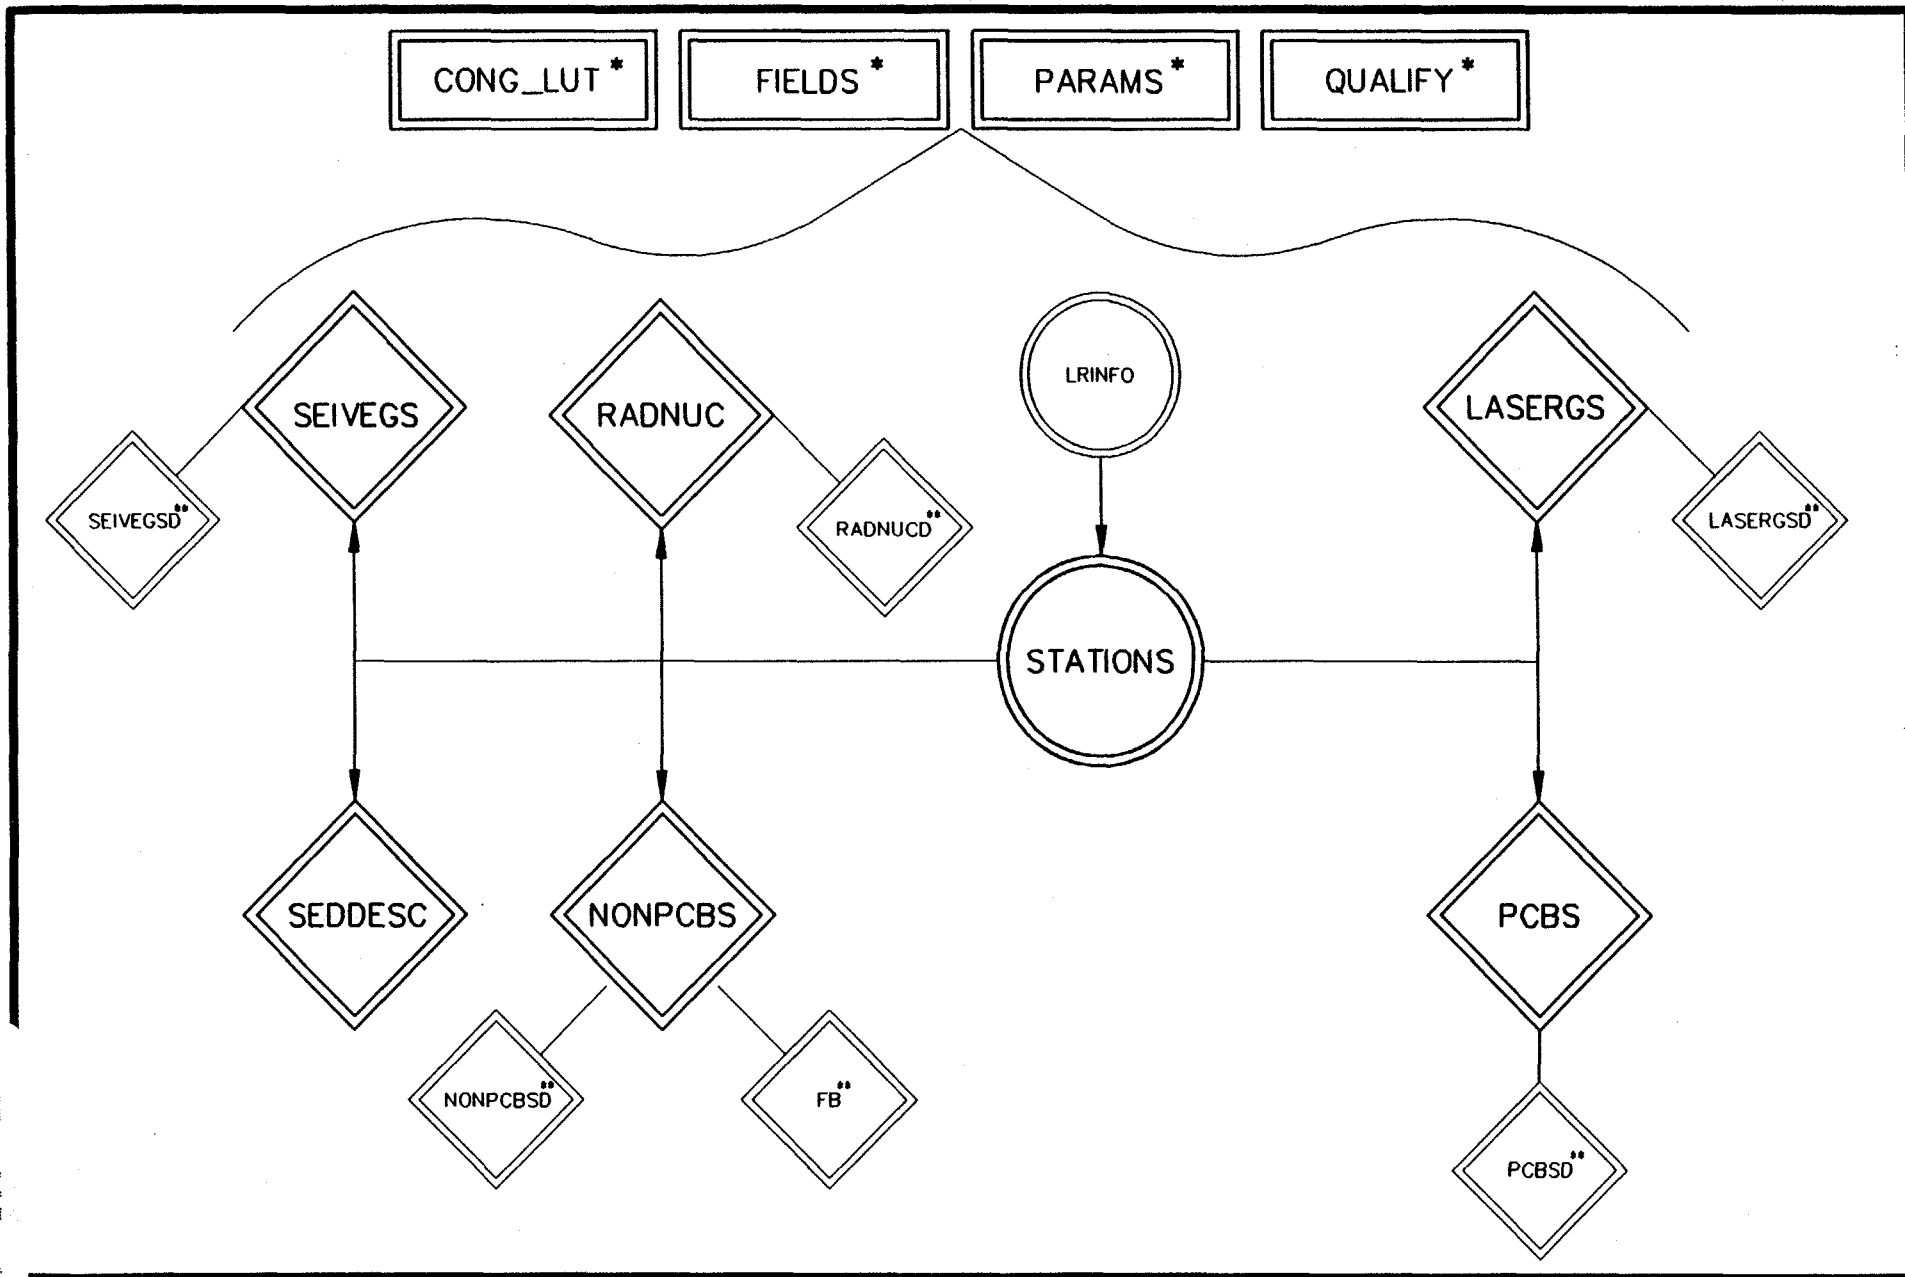 CONG_LUT*
FIELDS*
PARAMS*
QUALIFY*
SEIVEGS
RADNUC
LRINFO
LASERGS
SEIVEGSD**
RADNUCD**
LASERGSD**
STATIONS
SEDDESC
NONPCBS
PCBS
NONPCBSD**
FB**
PCBSD**